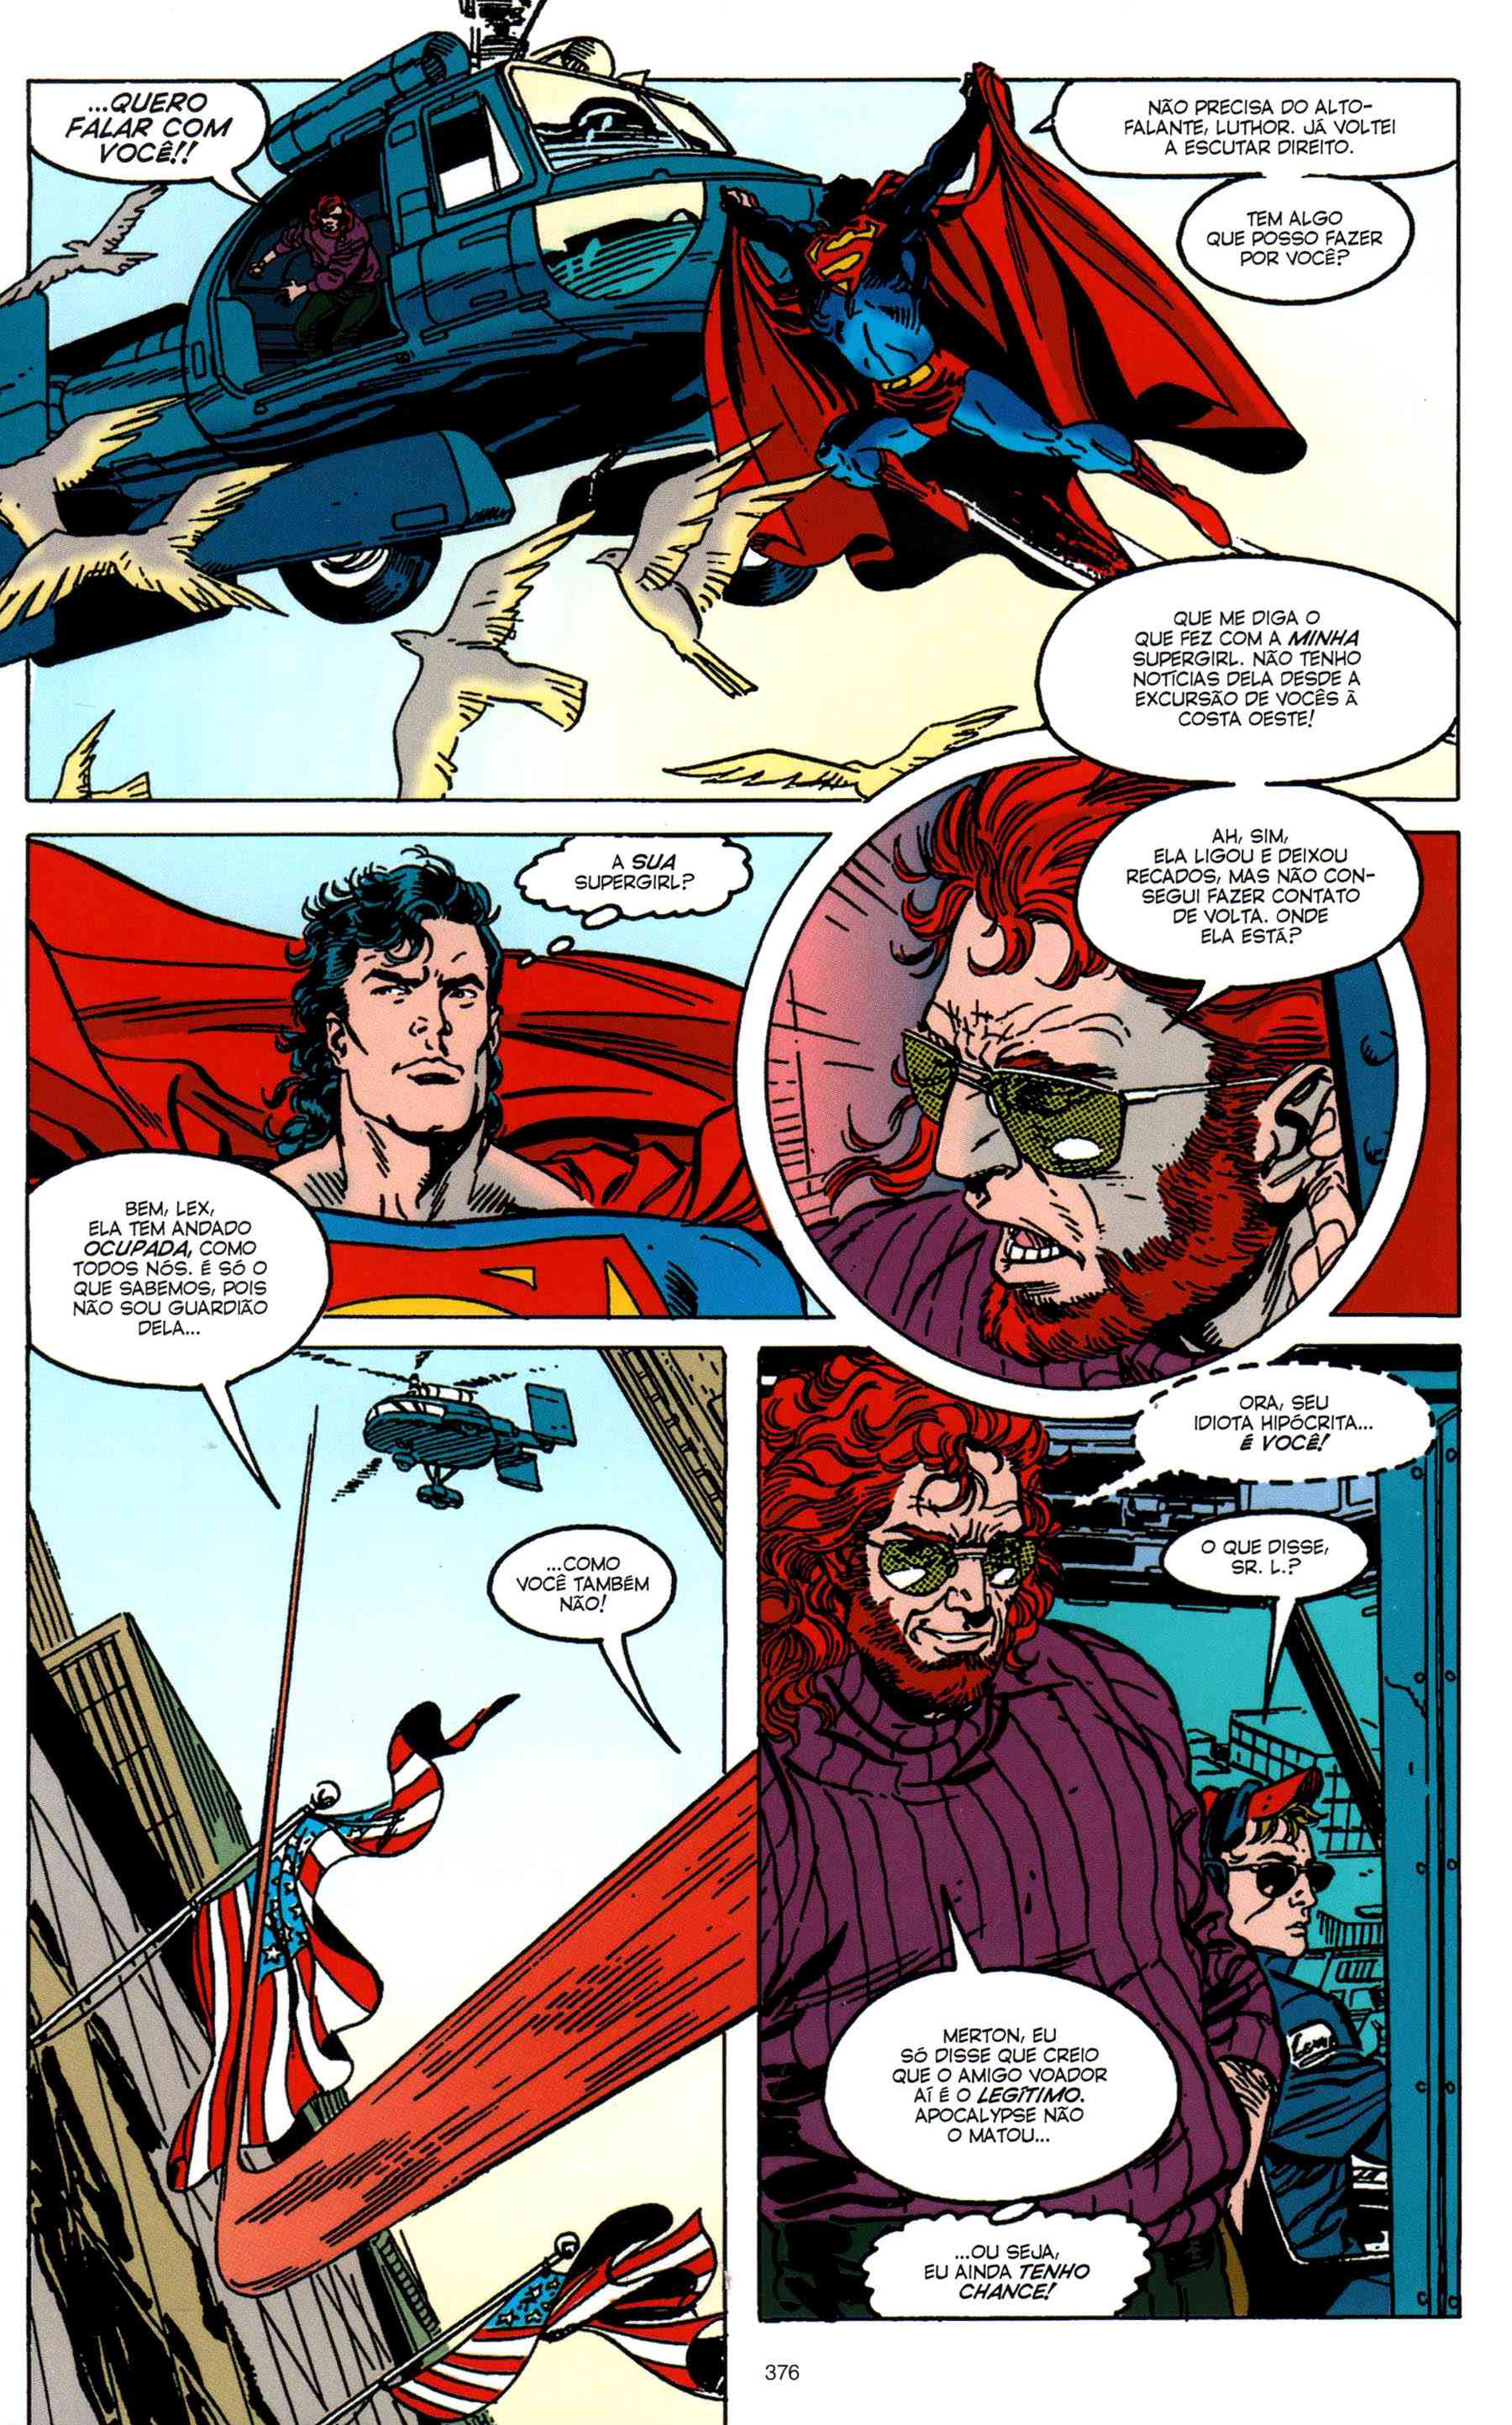 ...QUERO
FALAR COM
VOCÊ!!
NÃO PRECISA DO ALTO-
FALANTE, LUTHOR. JÁ VOLTEI
A ESCUTAR DIREITO.
TEM ALGO
QUE POSSO FAZER
POR VOCÊ?
QUE ME DIGA O
QUE FEZ COM A MINHA
SUPERGIRL. NÃO TENHO
NOTÍCIAS DELA DESDE A
EXCURSÃO DE VOCÊS À
COSTA OESTE!
A SUA
SUPERGIRL?
AH, SIM,
ELA LIGOU E DEIXOU
RECADOS, MAS NÃO CON-
SEGUI FAZER CONTATO
DE VOLTA. ONDE
ELA ESTÁ?
BEM, LEX,
ELA TEM ANDADO
OCUPADA, COMO
TODOS NÓS. É SÓ O
QUE SABEMOS, POIS
NÃO SOU GUARDIÃO
DELA...
...COMO
VOCÊ TAMBÉM
NÃO!
ORA, SEU
IDIOTA HIPÓCRITA...
É VOCÊ!
O QUE DISSE,
SR. L.?
MERTON, EU
SÓ DISSE QUE CREIO
QUE O AMIGO VOADOR
AÍ É O LEGÍTIMO.
APOCALYPSE NÃO
O MATOU...
...OU SEJA,
EU AINDA TENHO
CHANCE!
376